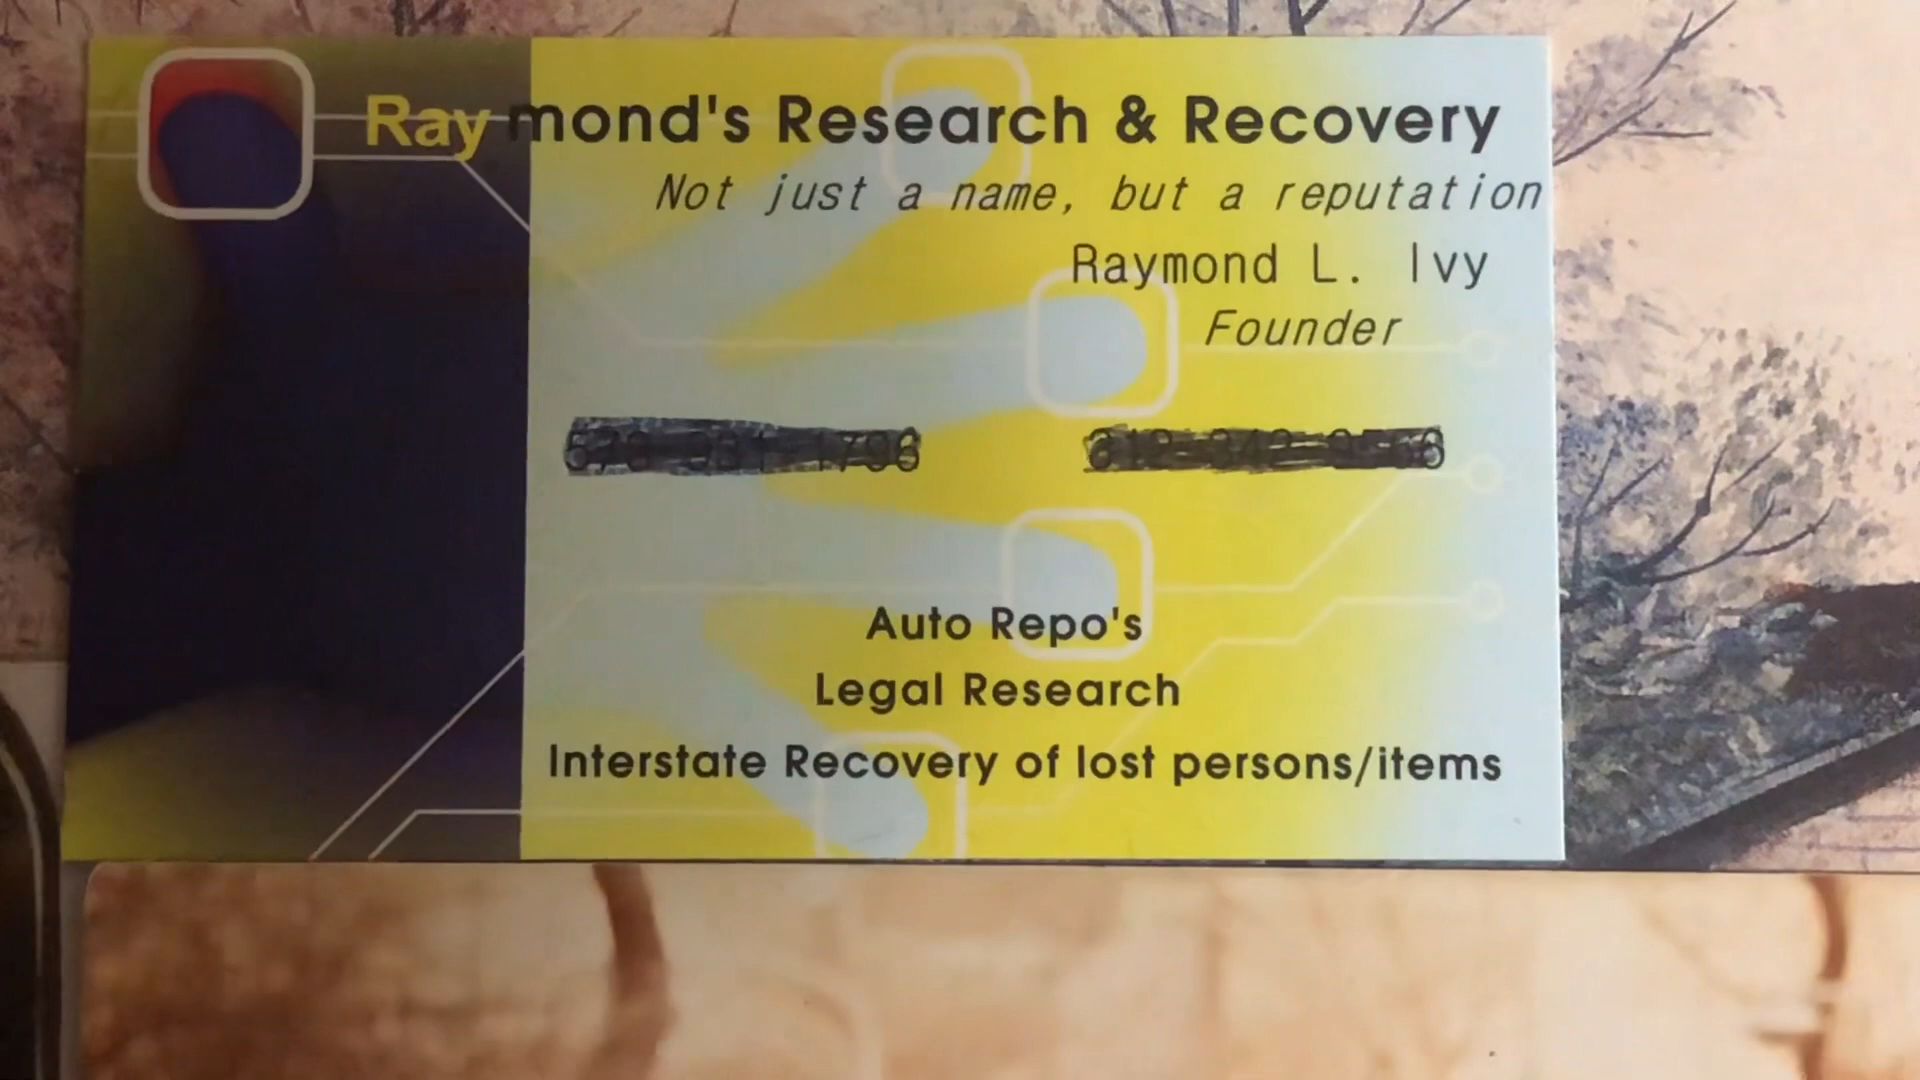 Raymond's Research & Recovery
Not just a name, but a reputation
Raymond L. Ivy
Founder
Auto Repo's
Legal Research
Interstate Recovery of lost persons/items